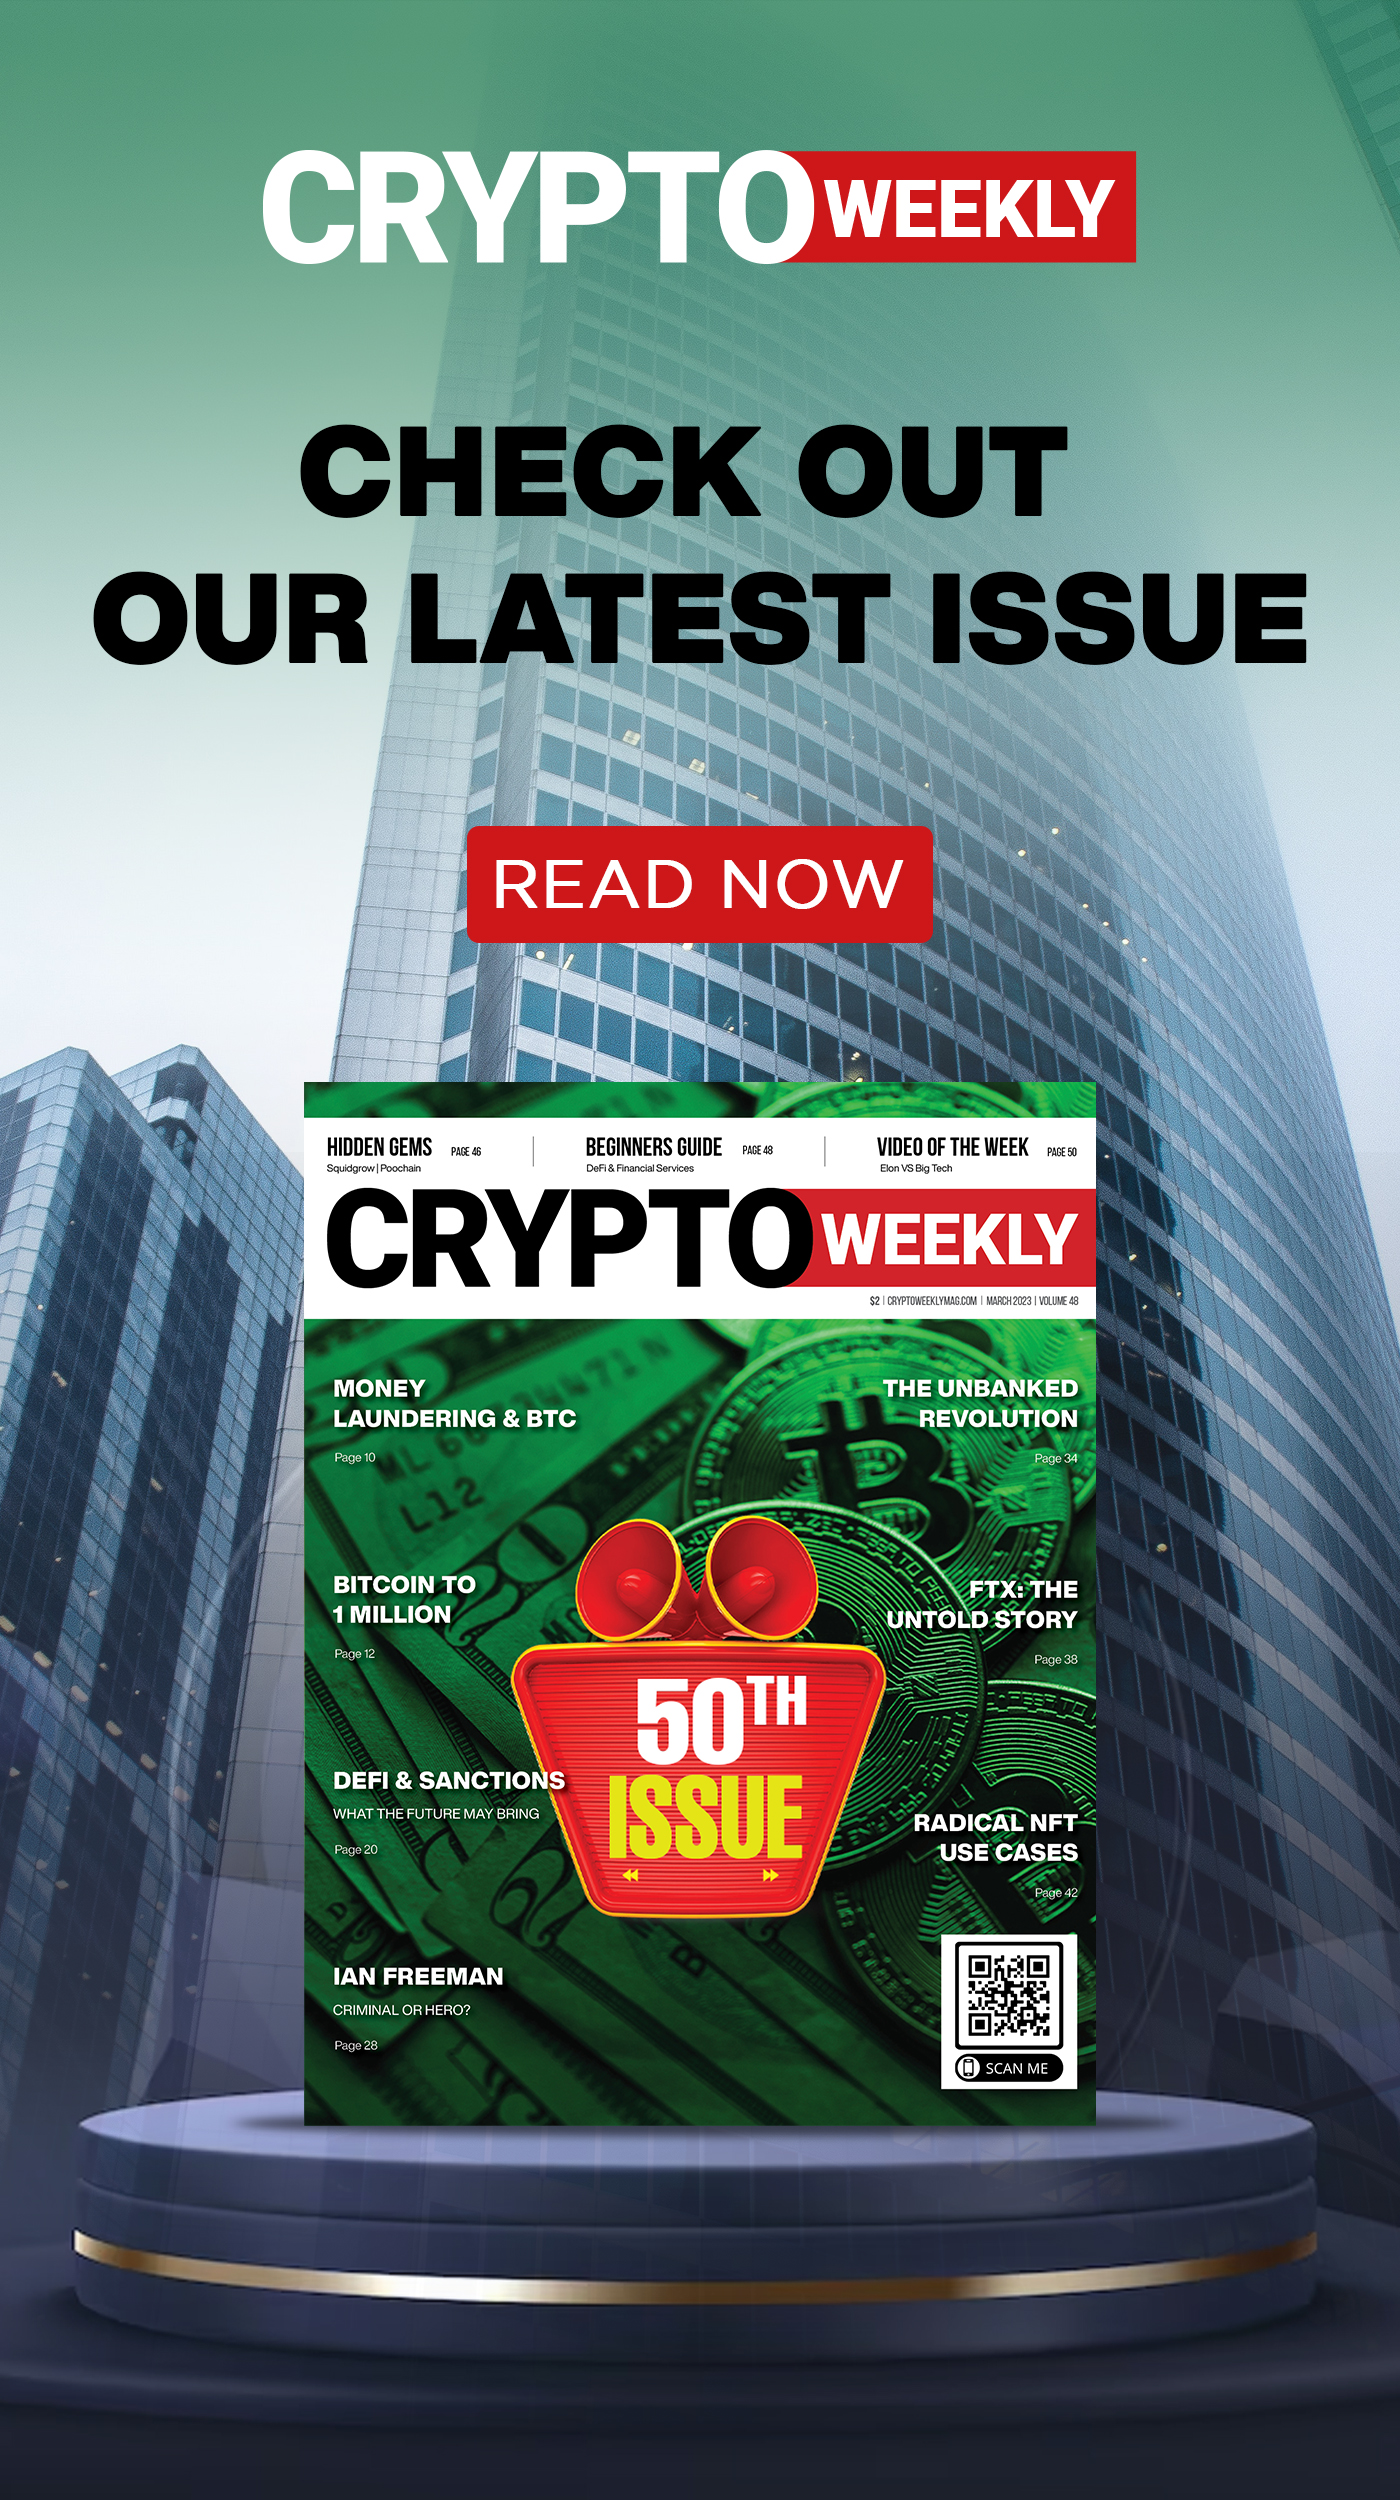 CRYPTO WEEKLY
CHECK OUT
OUR LATEST ISSUE
READ NOW
HIDDEN GEMS PAGE 46
Squidgrow | Poochain
BEGINNERS GUIDE PAGE 48
DeFi & Financial Services
VIDEO OF THE WEEK PAGE 50
Elon VS Big Tech
CRYPTO WEEKLY
$2 | CRYPTOWEEKLYMAG.COM | MARCH 2023 | VOLUME 48
MONEY
LAUNDERING & BTC
Page 10
THE UNBANKED
REVOLUTION
Page 34
BITCOIN TO
1 MILLION
Page 12
FTX: THE
UNTOLD STORY
Page 38
50TH
ISSUE
DEFI & SANCTIONS
WHAT THE FUTURE MAY BRING
Page 20
RADICAL NFT
USE CASES
Page 42
IAN FREEMAN
CRIMINAL OR HERO?
Page 28
SCAN ME